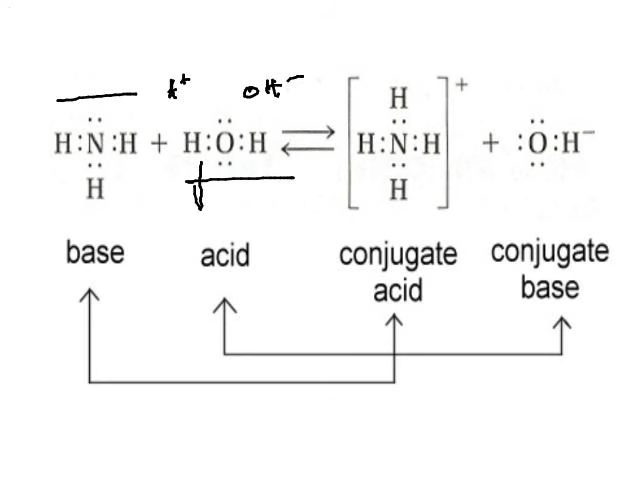 H⁺ OH⁻
H:N:H + H:O:H ⇌ [H:N:H]⁺ + :O:H⁻
H H H
base acid conjugate acid conjugate base